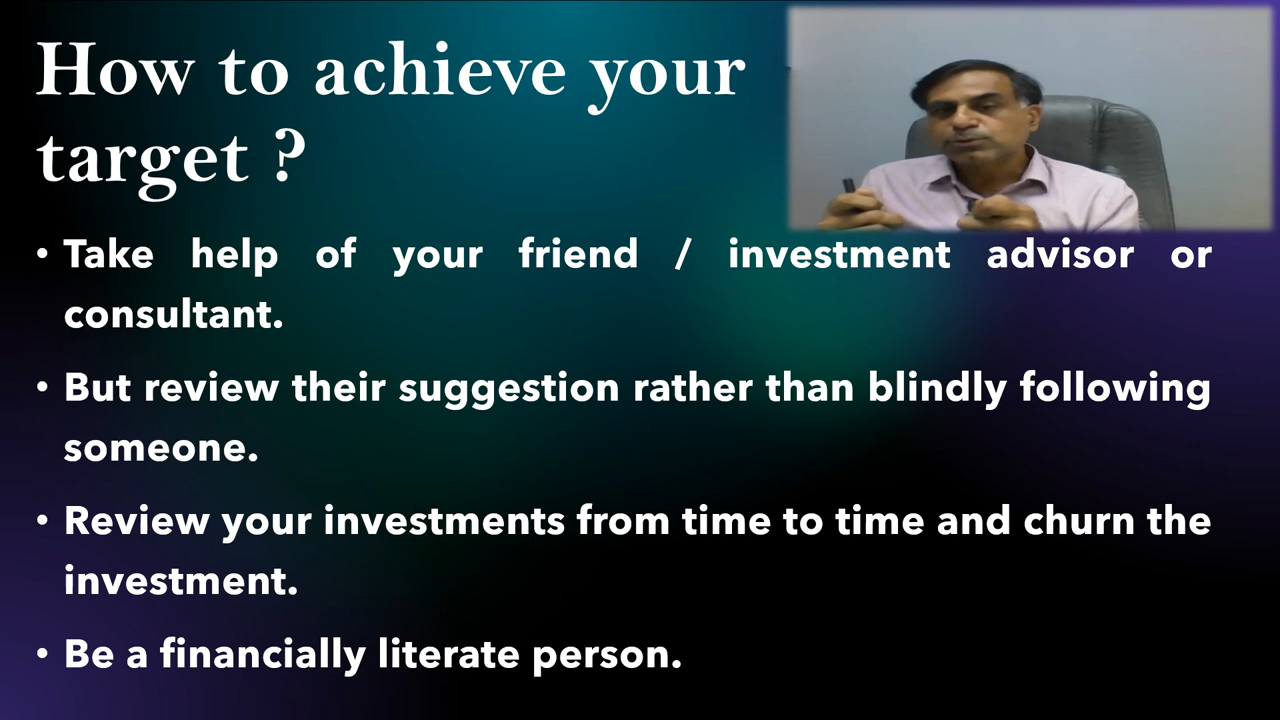 How to achieve your
target ?
• Take help of your friend / investment advisor or
consultant.
• But review their suggestion rather than blindly following
someone.
• Review your investments from time to time and churn the
investment.
• Be a financially literate person.